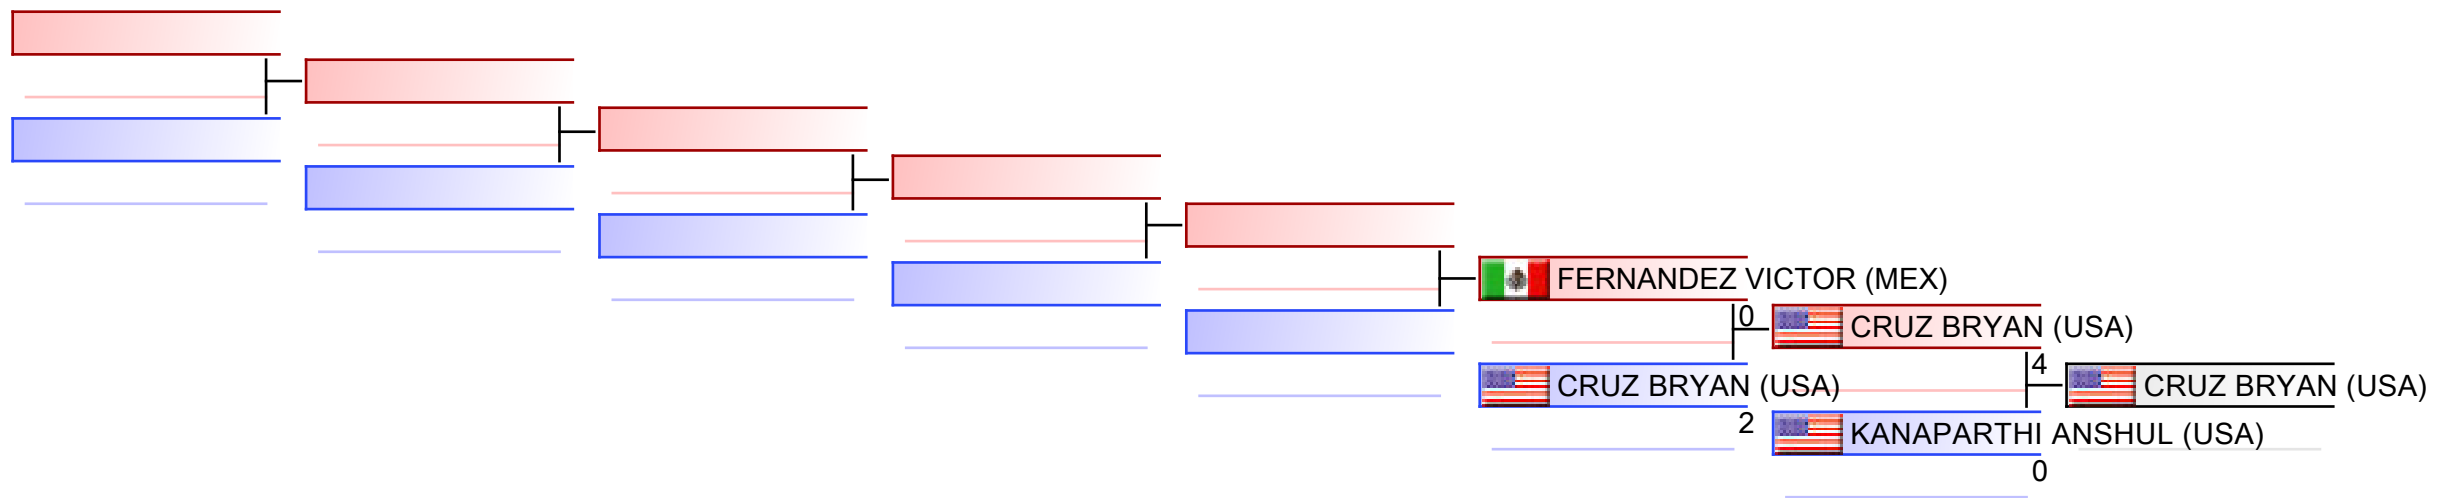 FERNANDEZ VICTOR (MEX)
0
CRUZ BRYAN (USA)
2
CRUZ BRYAN (USA)
4
KANAPARTHI ANSHUL (USA)
0
CRUZ BRYAN (USA)